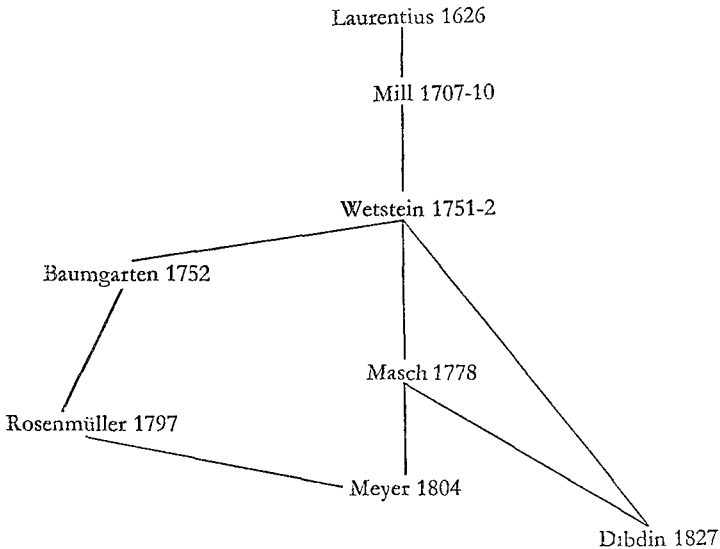 Laurentius 1626
Mill 1707-10
Wetstein 1751-2
Baumgarten 1752
Masch 1778
Rosenmüller 1797
Meyer 1804
Dibdin 1827